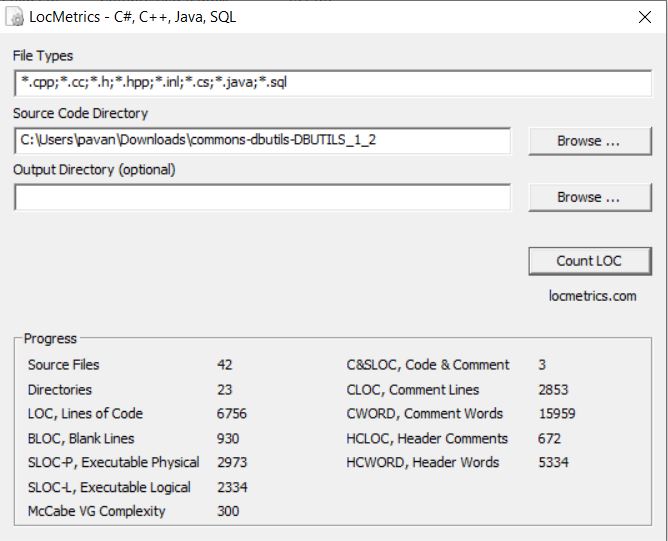 LocMetrics - C#, C++, Java, SQL
File Types
*.cpp;*.cc;*.h;*.hpp;*.inl;*.cs;*.java;*.sql
Source Code Directory
C:\Users\pavan\Downloads\commons-dbutils-DBUTILS_1_2
Browse ...
Output Directory (optional)
Browse ...
Count LOC
locmetrics.com
Progress
Source Files 42
Directories 23
LOC, Lines of Code 6756
BLOC, Blank Lines 930
SLOC-P, Executable Physical 2973
SLOC-L, Executable Logical 2334
McCabe VG Complexity 300
C&SLOC, Code & Comment 3
CLOC, Comment Lines 2853
CWORD, Comment Words 15959
HCLOC, Header Comments 672
HCWORD, Header Words 5334